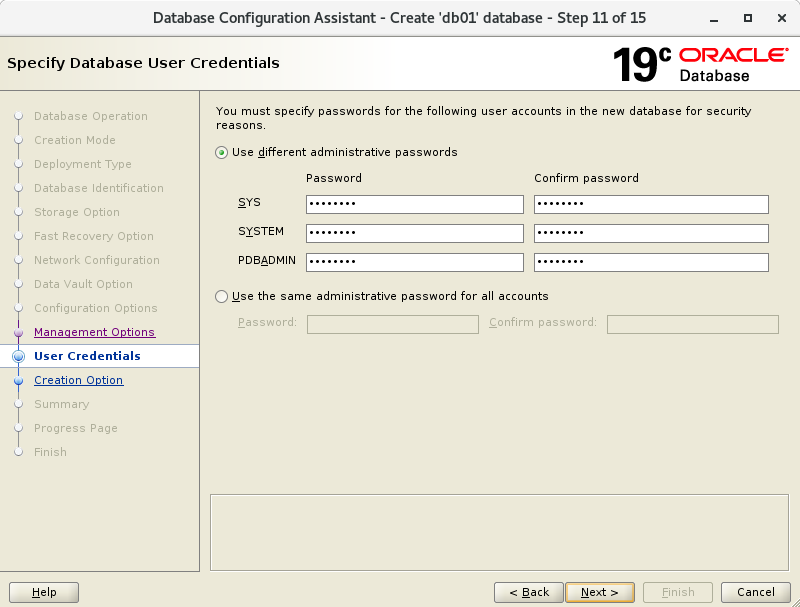 Database Configuration Assistant - Create 'db01' database - Step 11 of 15
Specify Database User Credentials
19c ORACLE Database
Database Operation
Creation Mode
Deployment Type
Database Identification
Storage Option
Fast Recovery Option
Network Configuration
Data Vault Option
Configuration Options
Management Options
User Credentials
Creation Option
Summary
Progress Page
Finish
You must specify passwords for the following user accounts in the new database for security
reasons.
Use different administrative passwords
Password Confirm password
SYS •••••••• ••••••••
SYSTEM •••••••• ••••••••
PDBADMIN •••••••• ••••••••
Use the same administrative password for all accounts
Password: Confirm password:
Help < Back Next > Finish Cancel